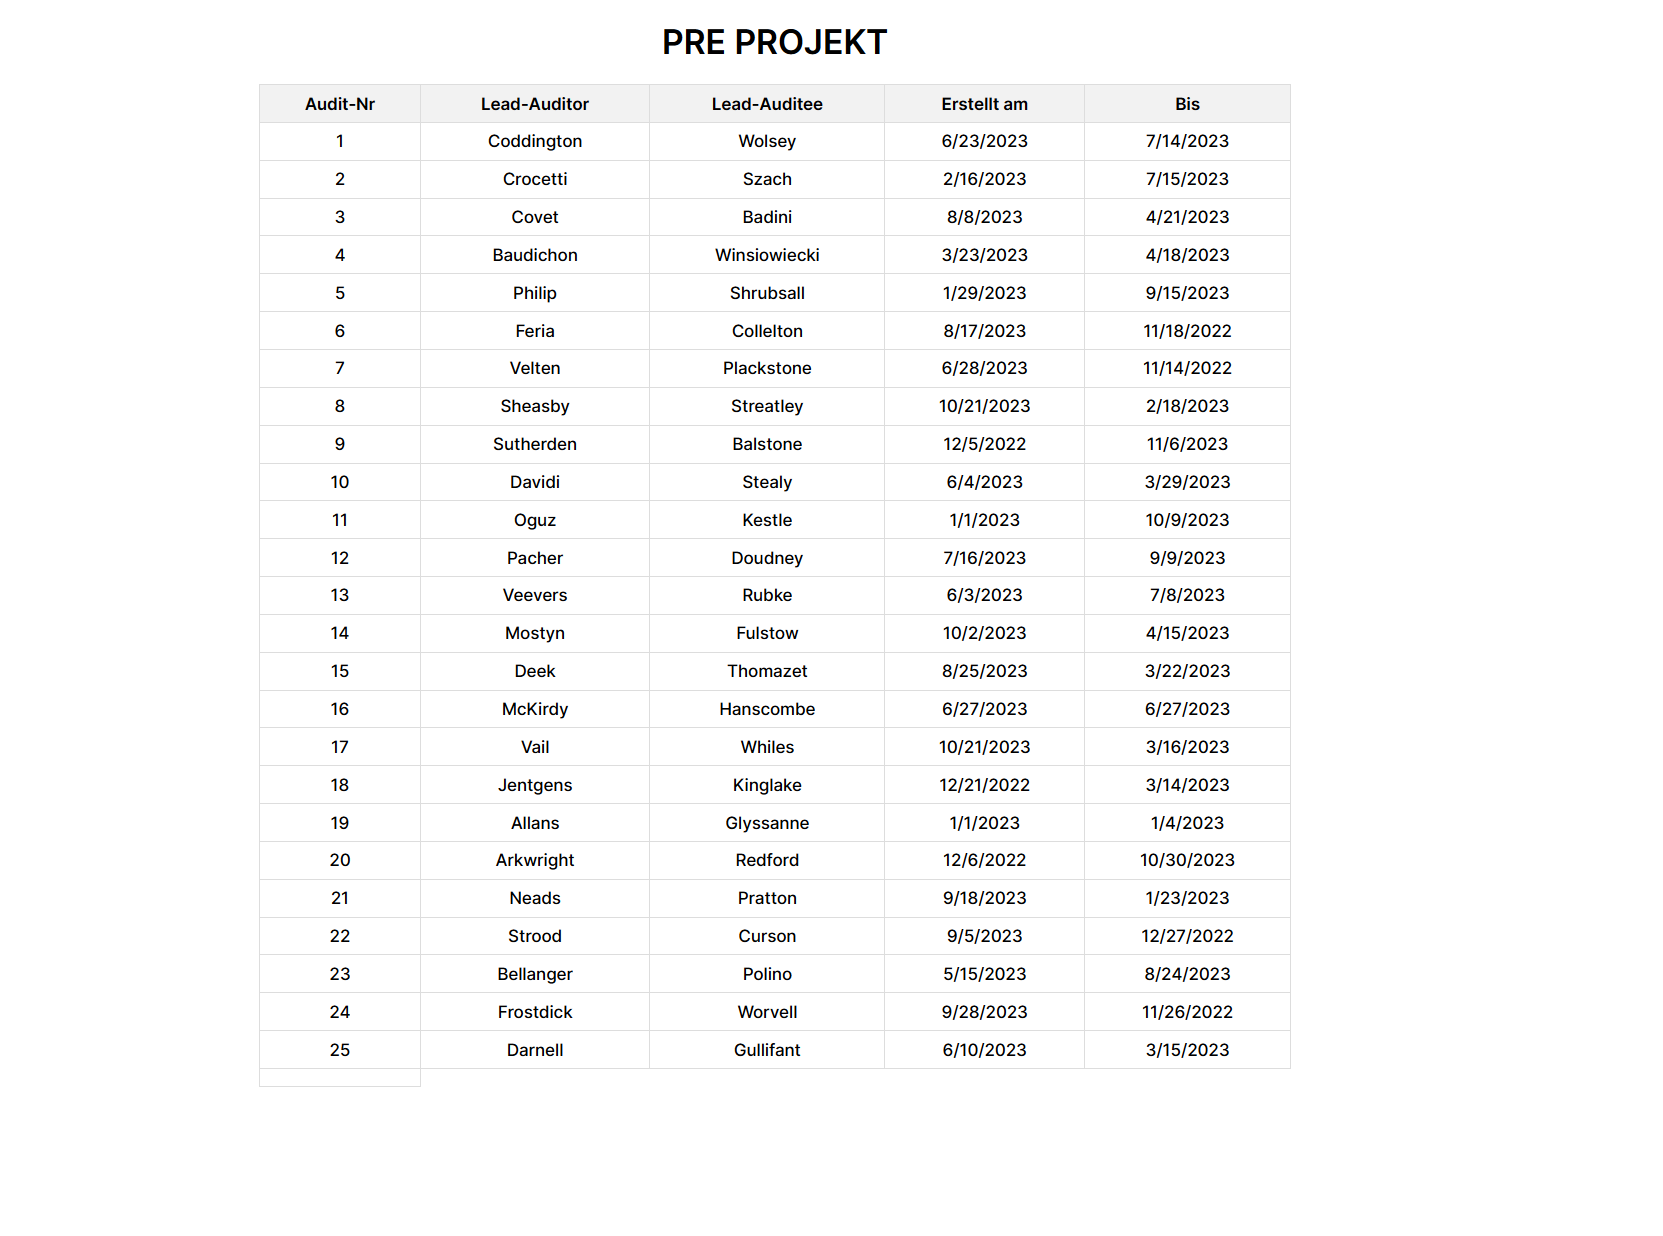 PRE PROJEKT
Audit-Nr Lead-Auditor Lead-Auditee Erstellt am Bis
1 Coddington Wolsey 6/23/2023 7/14/2023
2 Crocetti Szach 2/16/2023 7/15/2023
3 Covet Badini 8/8/2023 4/21/2023
4 Baudichon Winsiowiecki 3/23/2023 4/18/2023
5 Philip Shrubsall 1/29/2023 9/15/2023
6 Feria Collelton 8/17/2023 11/18/2022
7 Velten Plackstone 6/28/2023 11/14/2022
8 Sheasby Streatley 10/21/2023 2/18/2023
9 Sutherden Balstone 12/5/2022 11/6/2023
10 Davidi Stealy 6/4/2023 3/29/2023
11 Oguz Kestle 1/1/2023 10/9/2023
12 Pacher Doudney 7/16/2023 9/9/2023
13 Veevers Rubke 6/3/2023 7/8/2023
14 Mostyn Fulstow 10/2/2023 4/15/2023
15 Deek Thomazet 8/25/2023 3/22/2023
16 McKirdy Hanscombe 6/27/2023 6/27/2023
17 Vail Whiles 10/21/2023 3/16/2023
18 Jentgens Kinglake 12/21/2022 3/14/2023
19 Allans Glyssanne 1/1/2023 1/4/2023
20 Arkwright Redford 12/6/2022 10/30/2023
21 Neads Pratton 9/18/2023 1/23/2023
22 Strood Curson 9/5/2023 12/27/2022
23 Bellanger Polino 5/15/2023 8/24/2023
24 Frostdick Worvell 9/28/2023 11/26/2022
25 Darnell Gullifant 6/10/2023 3/15/2023